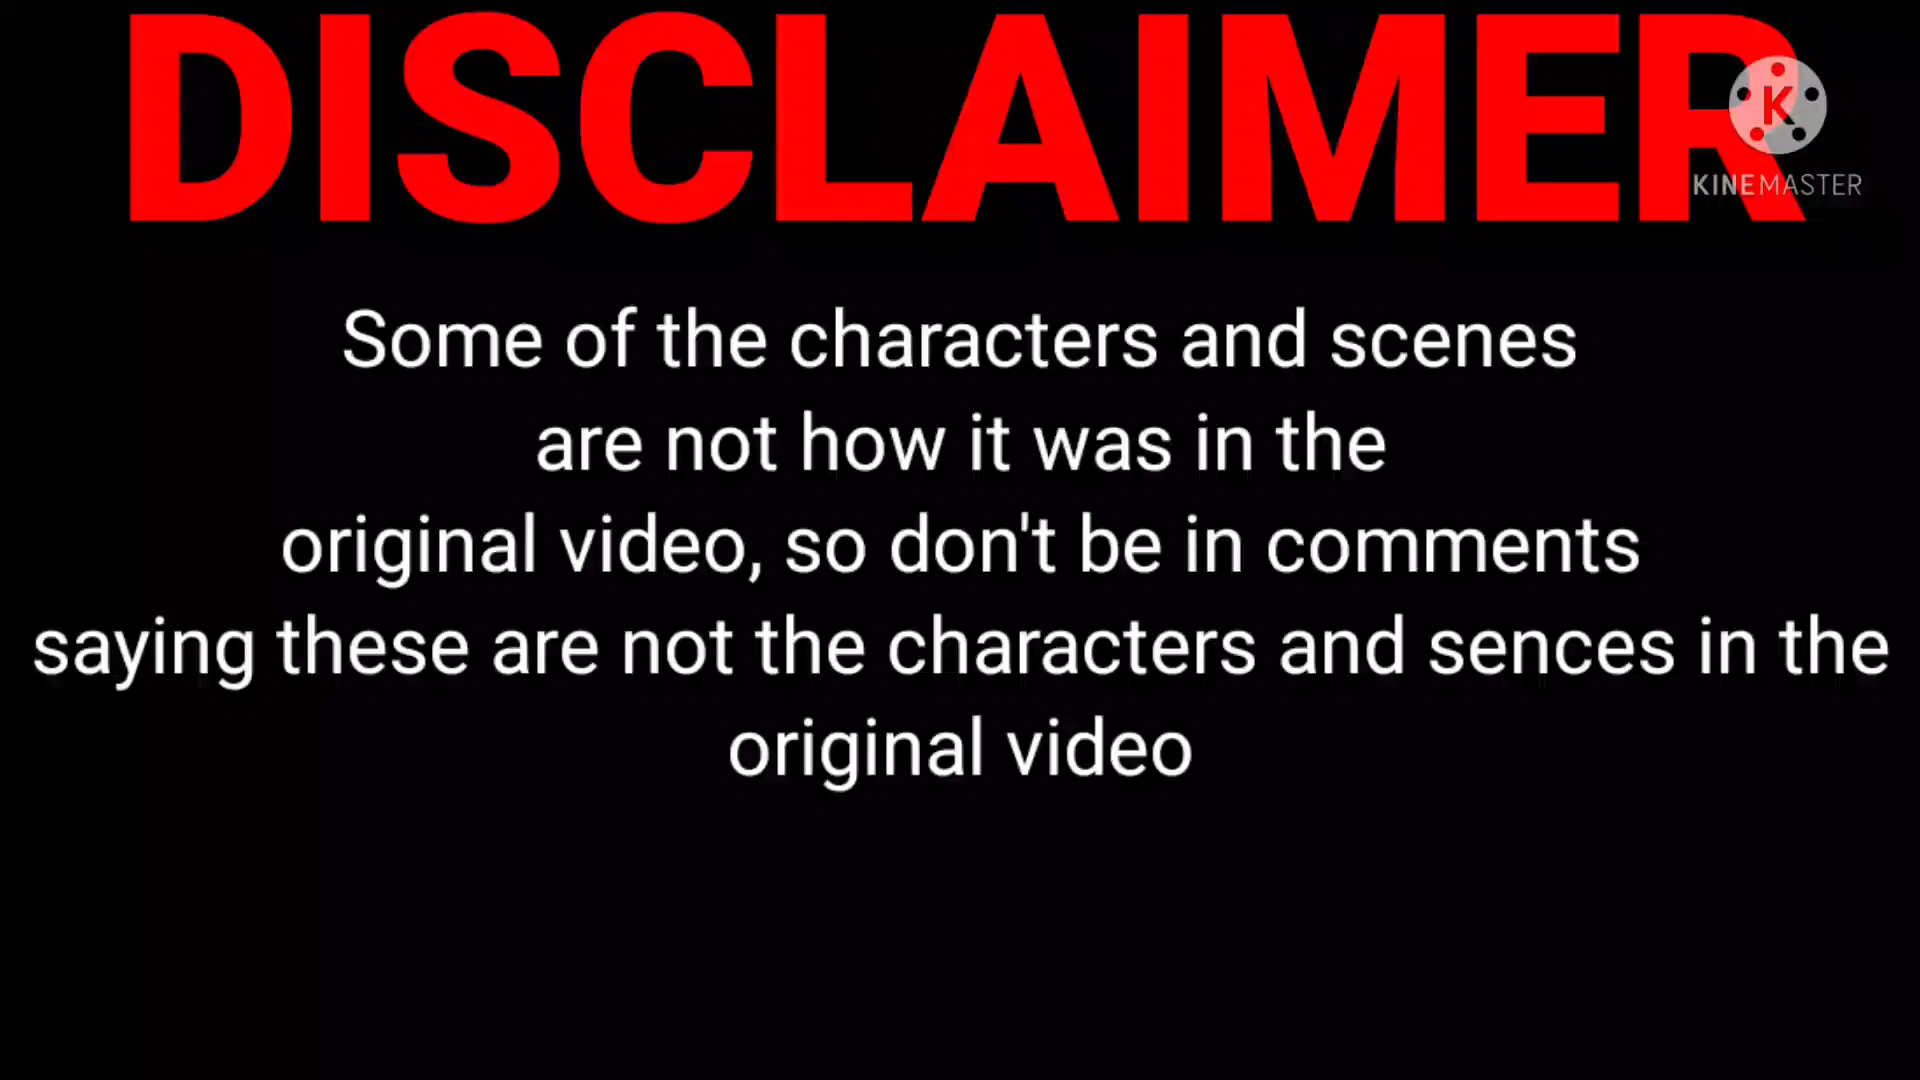 DISCLAIMER
K
KINEMASTER
Some of the characters and scenes
are not how it was in the
original video, so don't be in comments
saying these are not the characters and sences in the
original video